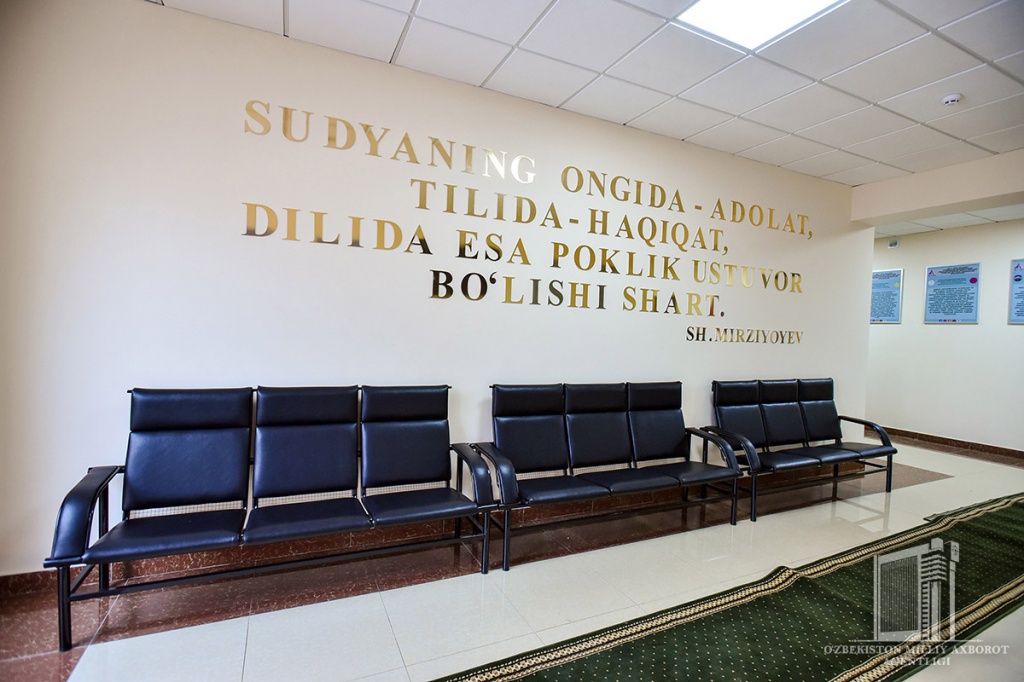 SUDYANING ONGIDA - ADOLAT,
TILIDA - HAQIQAT,
DILIDA ESA POKLIK USTUVOR
BO‘LISHI SHART.
SH. MIRZIYOYEV
O‘ZBEKISTON MILLIY AXBOROT
AGENTLIGI